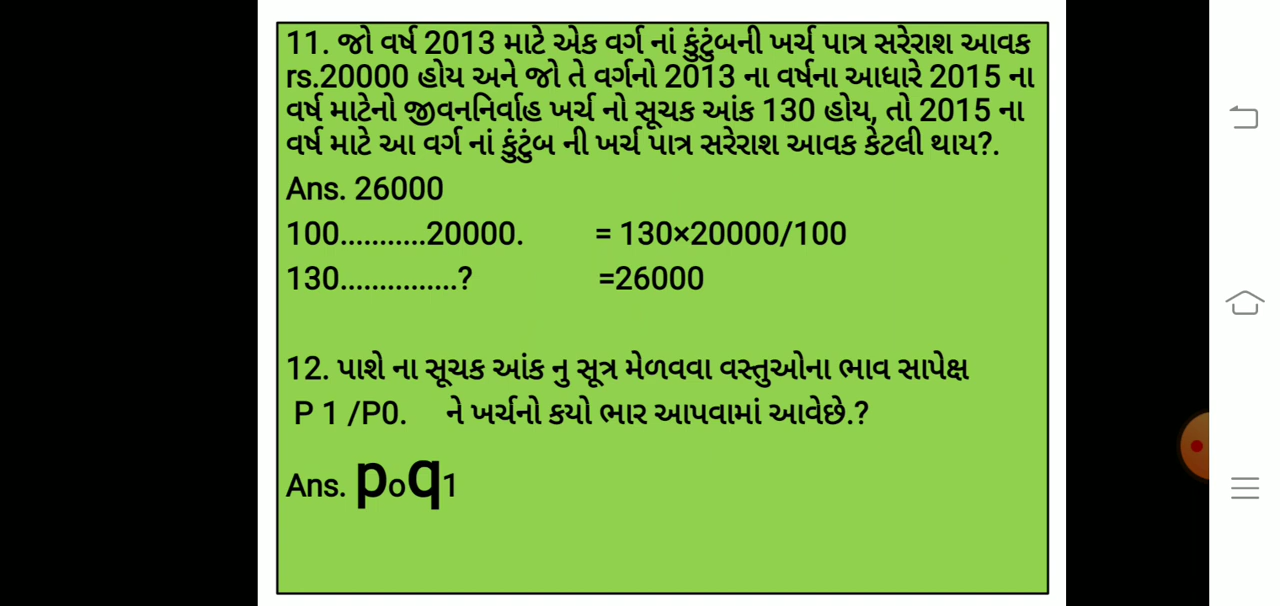 11. જો વર્ષ 2013 માટે એક વર્ગ નાં કુંટુંબની ખર્ચ પાત્ર સરેરાશ આવક
rs.20000 હોય અને જો તે વર્ગનો 2013 ના વર્ષના આધારે 2015 ના
વર્ષ માટેનો જીવનનિર્વાહ ખર્ચ નો સૂચક આંક 130 હોય, તો 2015 ના
વર્ષ માટે આ વર્ગ નાં કુંટુંબ ની ખર્ચ પાત્ર સરેરાશ આવક કેટલી થાય?.
Ans. 26000
100...........20000. = 130×20000/100
130...............? =26000
12. પાશે ના સૂચક આંક નુ સૂત્ર મેળવવા વસ્તુઓના ભાવ સાપેક્ષ
P 1 /P0. ને ખર્ચનો કયો ભાર આપવામાં આવેછે.?
Ans. poq1